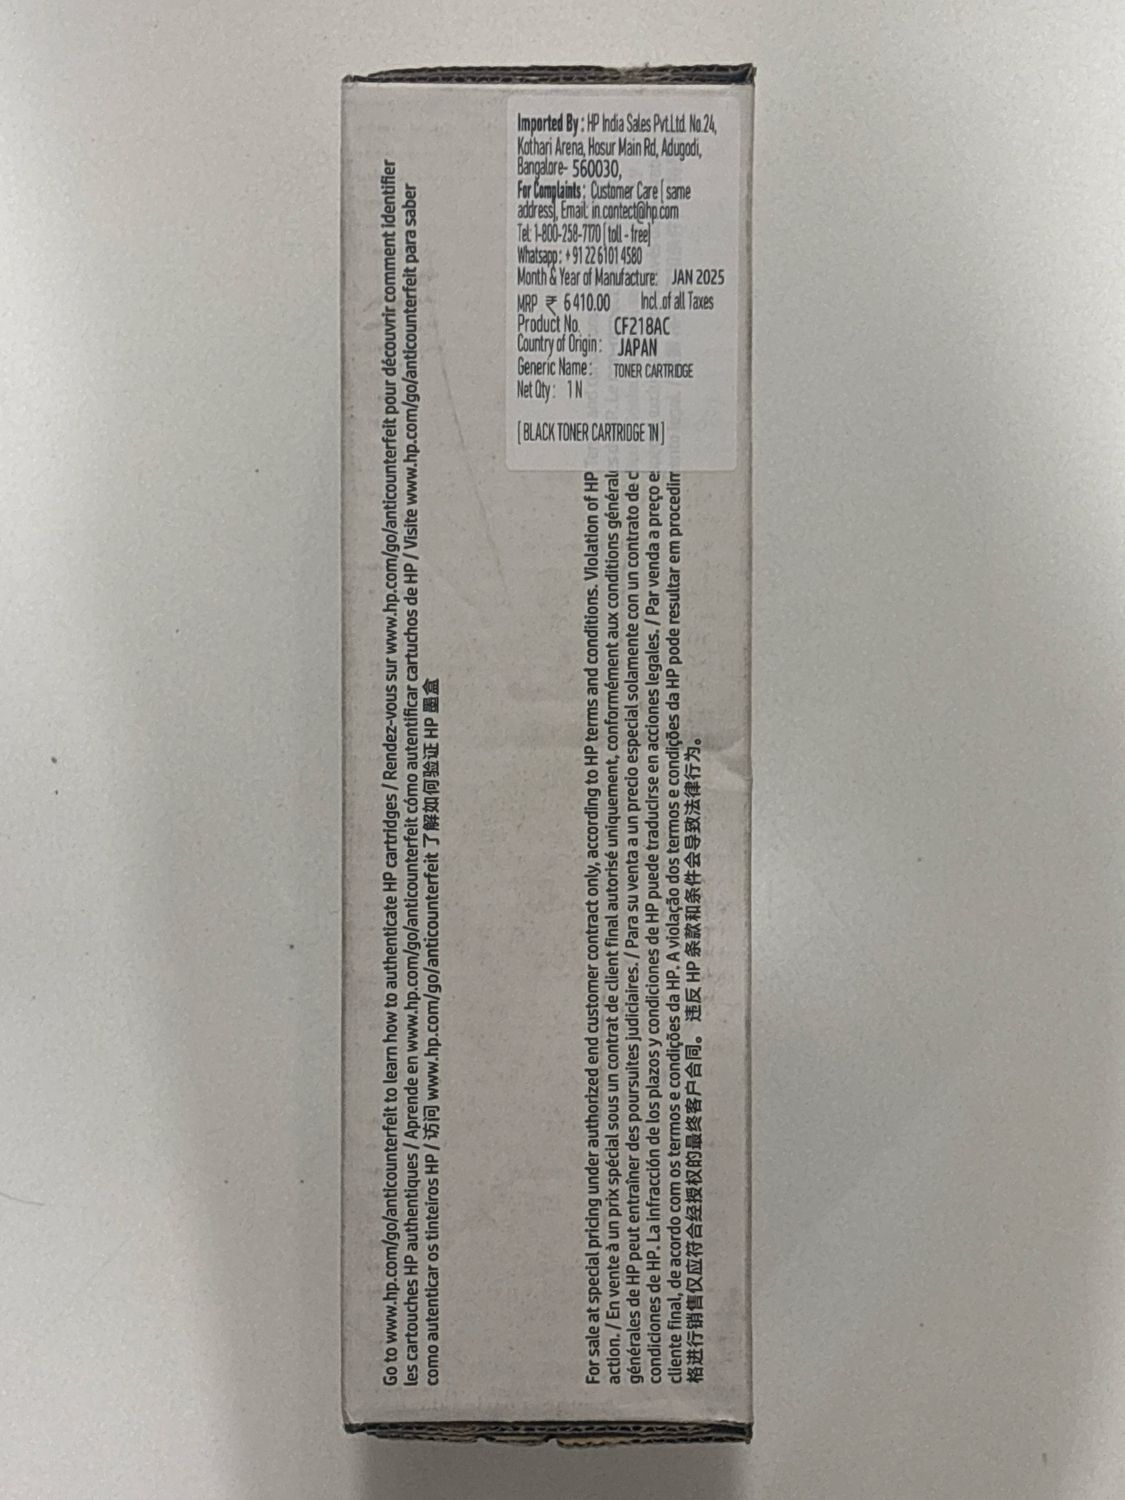 Imported By : HP India Sales Pvt.Ltd. No.24,
Kothari Arena, Hosur Main Rd, Adugodi,
Bangalore- 560030,
For Complaints : Customer Care [ same
address], Email: in.contect@hp.com
Tel: 1-800-258-7170 [ toll - free]
Whatsapp : +91 22 6101 4580
Month & Year of Manufacture: JAN 2025
MRP ₹ 6410.00 Incl .of all Taxes
Product No. CF218AC
Country of Origin : JAPAN
Generic Name : TONER CARTRIDGE
Net Qty : 1 N
[ BLACK TONER CARTRIDGE 1N ]
Go to www.hp.com/go/anticounterfeit to learn how to authenticate HP cartridges / Rendez-vous sur www.hp.com/go/anticounterfeit pour découvrir comment identifier
les cartouches HP authentiques / Aprende en www.hp.com/go/anticounterfeit cómo autentificar cartuchos de HP / Visite www.hp.com/go/anticounterfeit para saber
como autenticar os tinteiros HP / 访问 www.hp.com/go/anticounterfeit 了解如何验证 HP 墨盒
For sale at special pricing under authorized end customer contract only, according to HP terms and conditions. Violation of HP
action. / En vente à un prix spécial sous un contrat de client final autorisé uniquement, conformément aux conditions générales
générales de HP peut entraîner des poursuites judiciaires. / Para su venta a un precio especial solamente con un contrato de
condiciones de HP. La infracción de los plazos y condiciones de HP puede traducirse en acciones legales. / Par venda a preço
cliente final, de acordo com os termos e condições da HP. A violação dos termos e condições da HP pode resultar em
格进行销售仅应符合经授权的最终客户合同。 违反 HP 条款和条件会导致法律行为。